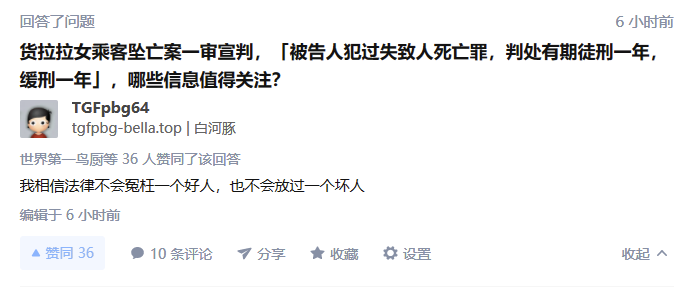 回答了问题 6 小时前
货拉拉女乘客坠亡案一审宣判，「被告人犯过失致人死亡罪，判处有期徒刑一年，
缓刑一年」，哪些信息值得关注？
TGFpbg64
tgfpbg-bella.top | 白河豚
世界第一鸟厨等 36 人赞同了该回答
我相信法律不会冤枉一个好人，也不会放过一个坏人
编辑于 6 小时前
赞同 36 10 条评论 分享 收藏 设置 收起